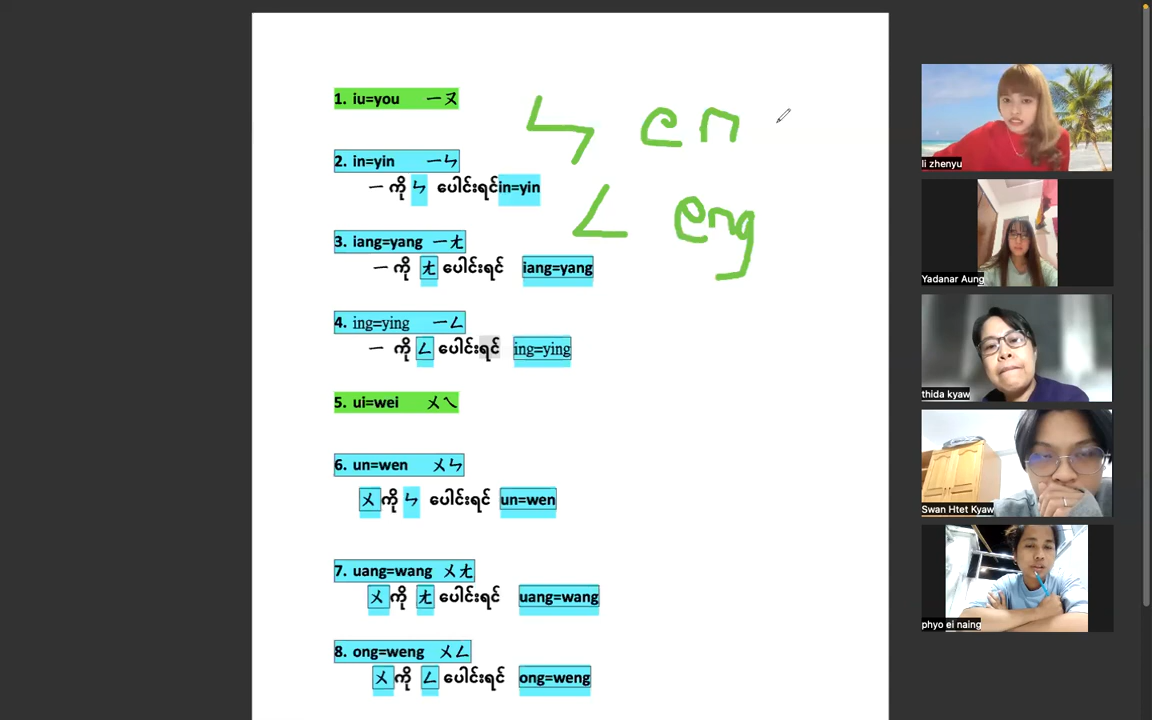 1. iu=you ㄧㄡ
ㄣ en
2. in=yin ㄧㄣ
ㄧ ကို ㄣ ပေါင်းရင် in=yin
ㄥ eng
3. iang=yang ㄧㄤ
ㄧ ကို ㄤ ပေါင်းရင် iang=yang
4. ing=ying ㄧㄥ
ㄧ ကို ㄥ ပေါင်းရင် ing=ying
5. ui=wei ㄨㄟ
6. un=wen ㄨㄣ
ㄨ ကို ㄣ ပေါင်းရင် un=wen
7. uang=wang ㄨㄤ
ㄨ ကို ㄤ ပေါင်းရင် uang=wang
8. ong=weng ㄨㄥ
ㄨ ကို ㄥ ပေါင်းရင် ong=weng
li zhenyu
Yadanar Aung
thida kyaw
Swan Htet Kyaw
phyo ei naing